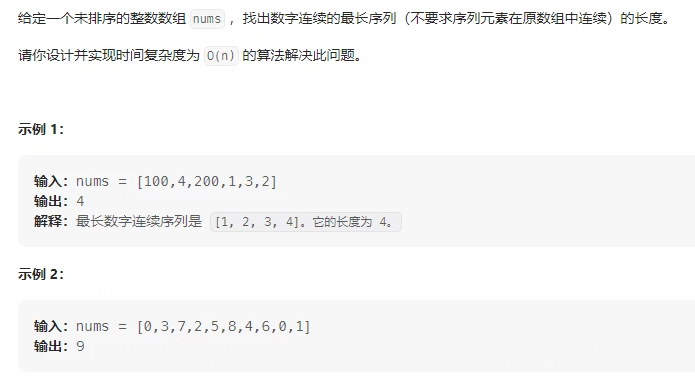 给定一个未排序的整数数组 nums ，找出数字连续的最长序列（不要求序列元素在原数组中连续）的长度。
请你设计并实现时间复杂度为 O(n) 的算法解决此问题。
示例 1：
输入：nums = [100,4,200,1,3,2]
输出：4
解释：最长数字连续序列是 [1, 2, 3, 4]。它的长度为 4。
示例 2：
输入：nums = [0,3,7,2,5,8,4,6,0,1]
输出：9